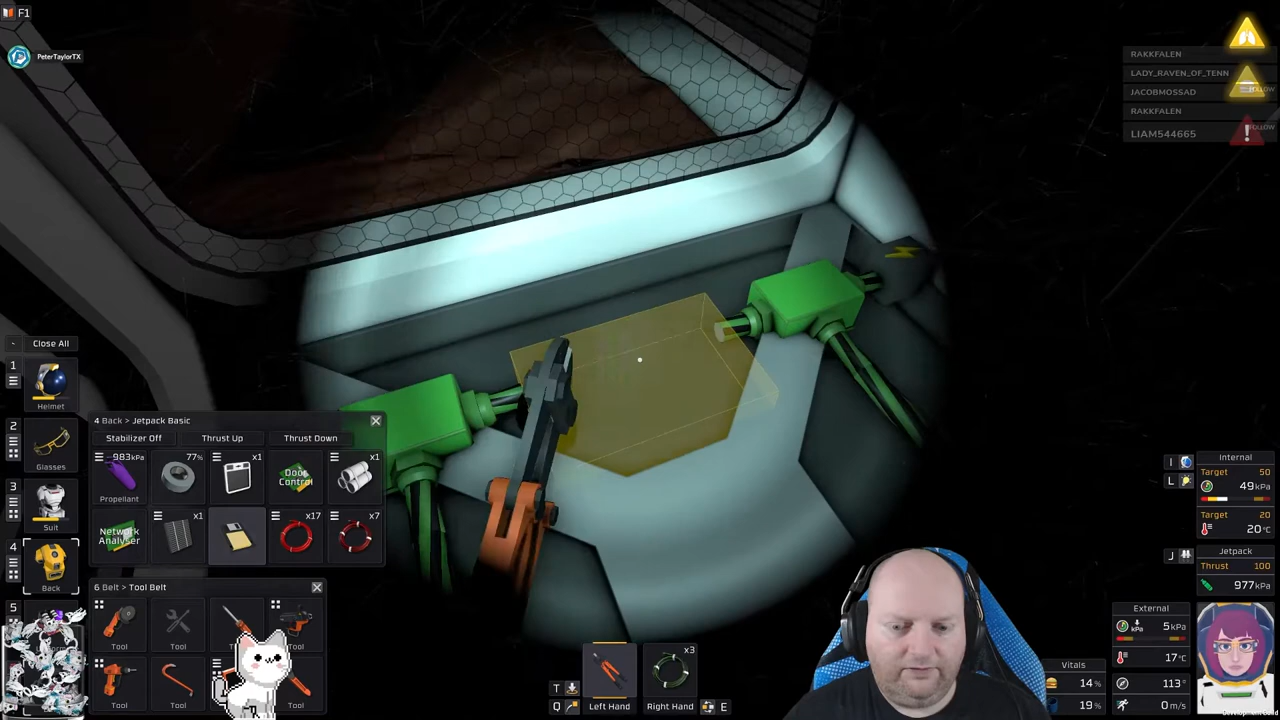 F1
PeterTaylorTX
RAKKFALEN
LADY_RAVEN_OF_TENN
JACOBMOSSAD
RAKKFALEN
LIAM544665
FOLLOW
FOLLOW
Close All
1
Helmet
2
Glasses
3
Suit
4
Back
5
4 Back > Jetpack Basic
Stabilizer Off
Thrust Up
Thrust Down
983kPa
77%
x1
x1
Propellant
Door Control
Network Analyser
x1
x17
x7
6 Belt > Tool Belt
Tool
Tool
Tool
Tool
Tool
Tool
T
Q
Left Hand
x3
Right Hand
E
I
L
Internal
Target 50
49kPa
Target 20
20°C
J
Jetpack
Thrust 100
977kPa
External
5kPa
17°C
113°
0m/s
Vitals
14%
19%